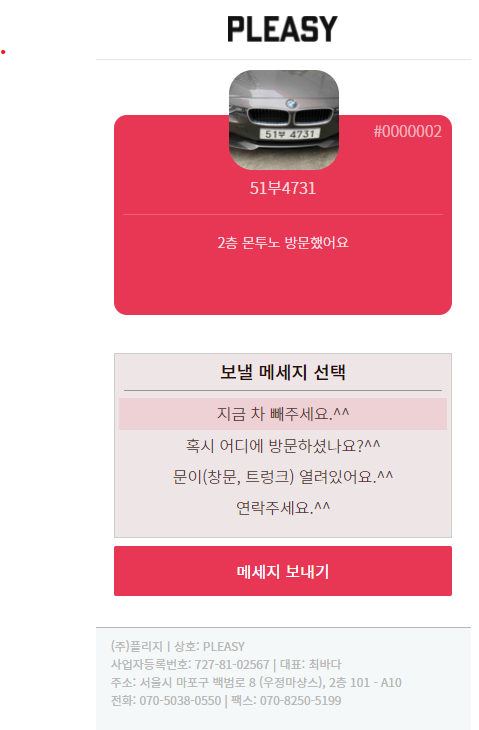 PLEASY
51부 4731
#0000002
51부4731
2층 몬투노 방문했어요
보낼 메세지 선택
지금 차 빼주세요.^^
혹시 어디에 방문하셨나요?^^
문이(창문, 트렁크) 열려있어요.^^
연락주세요.^^
메세지 보내기
(주)플리지ㅣ상호: PLEASY
사업자등록번호: 727-81-02567 | 대표: 최바다
주소: 서울시 마포구 백범로 8 (우정마샹스), 2층 101 - A10
전화: 070-5038-0550 | 팩스: 070-8250-5199